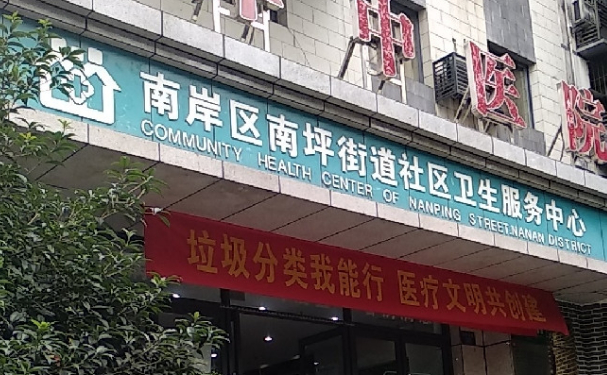 中医院
南岸区南坪街道社区卫生服务中心
COMMUNITY HEALTH CENTER OF NANPING STREET.NANAN DISTRICT
垃圾分类我能行 医疗文明共创建